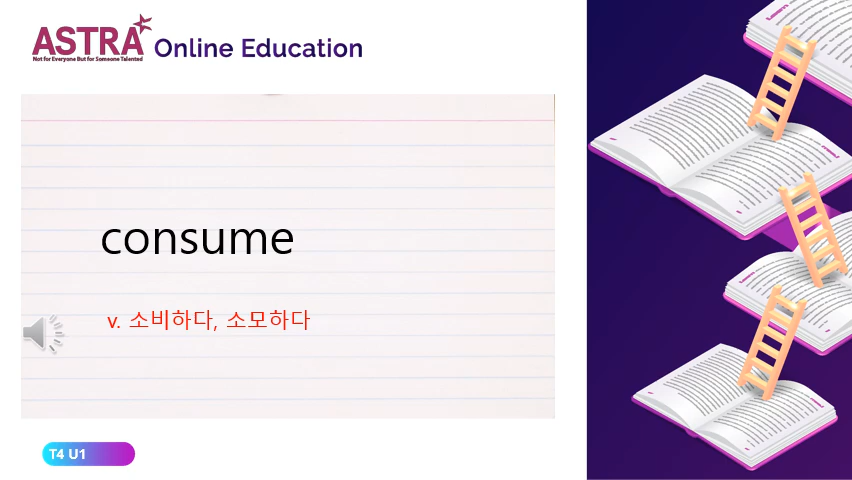 ASTRA
Not for Everyone But for Someone Talented
Online Education
consume
v. 소비하다, 소모하다
T4 U1